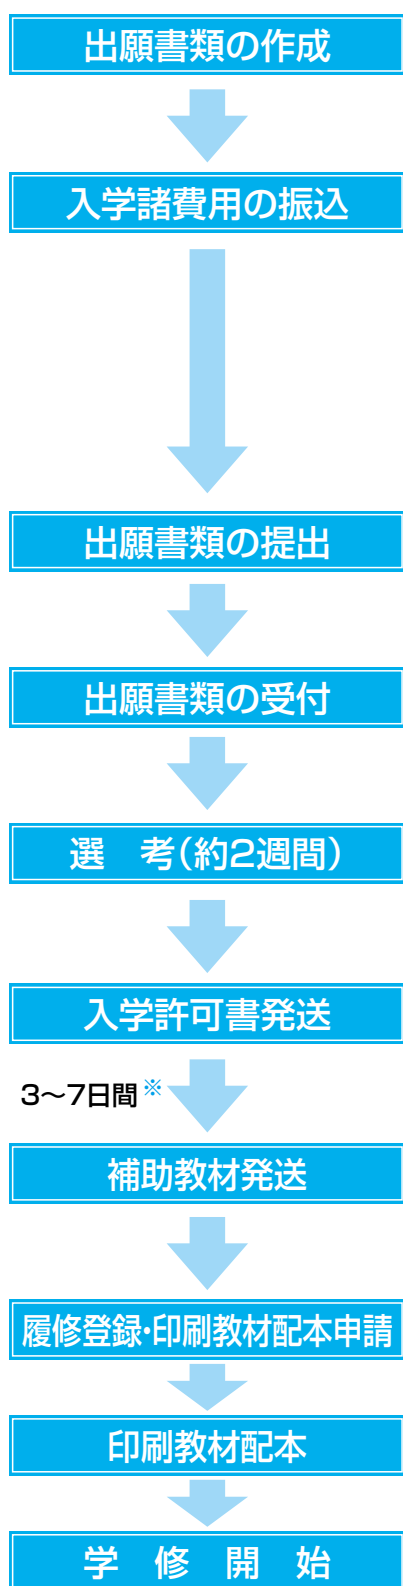 出願書類の作成
入学諸費用の振込
出願書類の提出
出願書類の受付
選　考(約2週間)
入学許可書発送
3〜7日間※
補助教材発送
履修登録・印刷教材配本申請
印刷教材配本
学　修　開　始